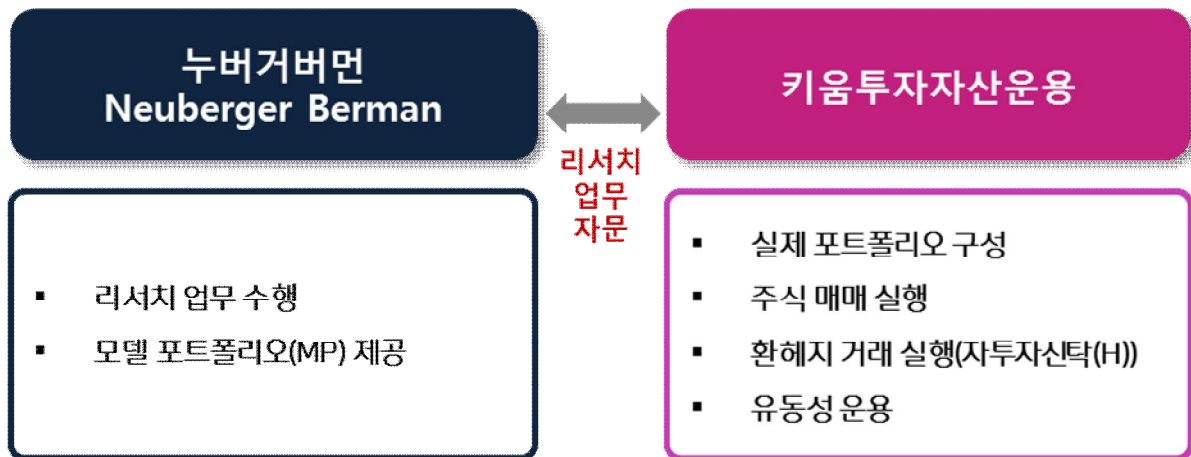 누버거버먼
Neuberger Berman
키움투자자산운용
리서치
업무
자문
▪ 리서치 업무 수행
▪ 모델 포트폴리오(MP) 제공
▪ 실제 포트폴리오 구성
▪ 주식 매매 실행
▪ 환헤지 거래 실행(자투자신탁(H))
▪ 유동성 운용